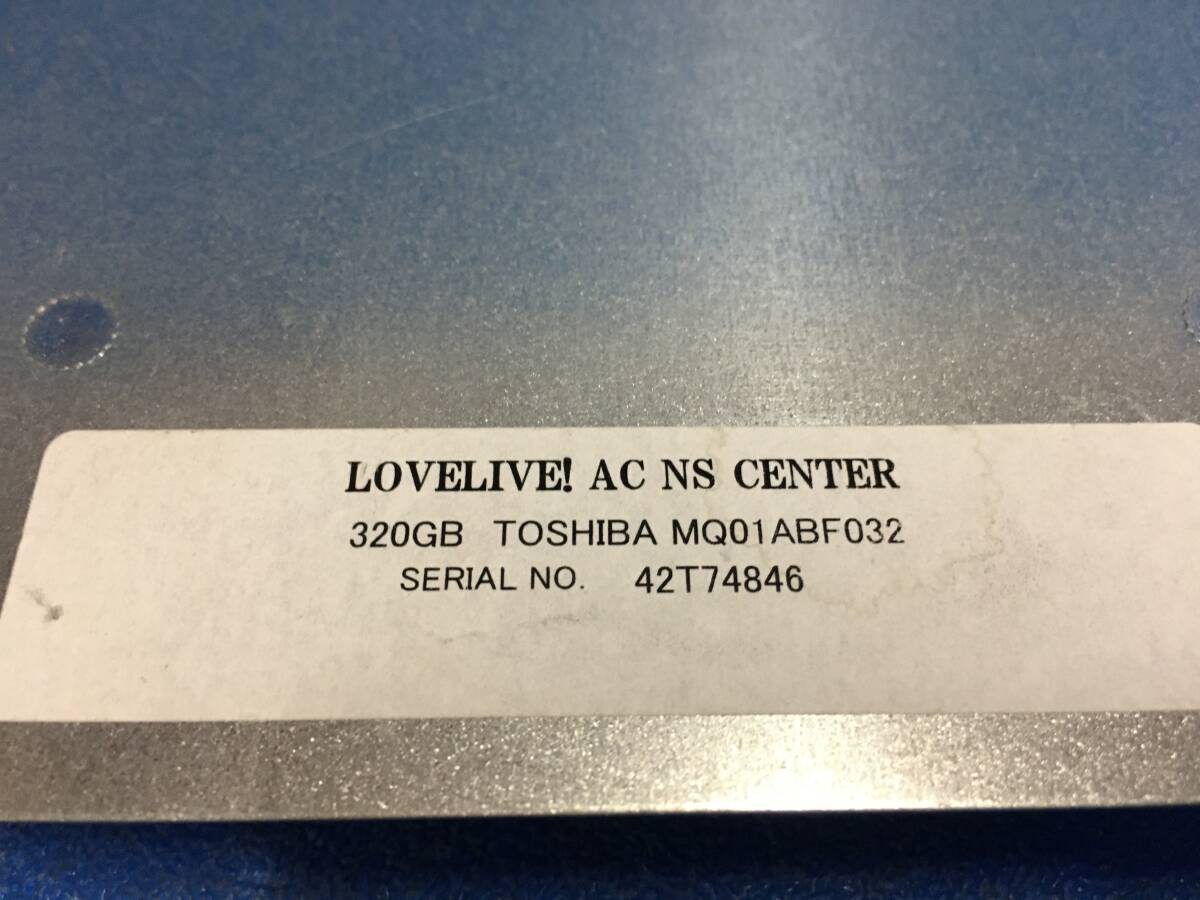 LOVELIVE! AC NS CENTER
320GB TOSHIBA MQ01ABF032
SERIAL NO. 42T74846